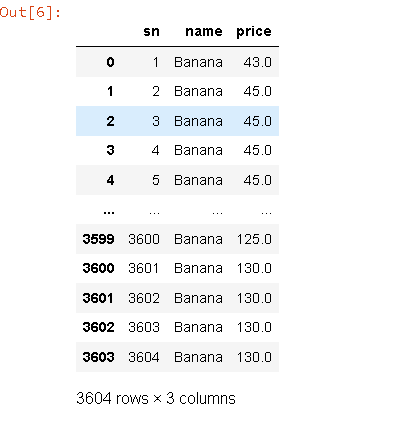 Out[6]:
sn name price
0 1 Banana 43.0
1 2 Banana 45.0
2 3 Banana 45.0
3 4 Banana 45.0
4 5 Banana 45.0
... ... ... ...
3599 3600 Banana 125.0
3600 3601 Banana 130.0
3601 3602 Banana 130.0
3602 3603 Banana 130.0
3603 3604 Banana 130.0
3604 rows × 3 columns